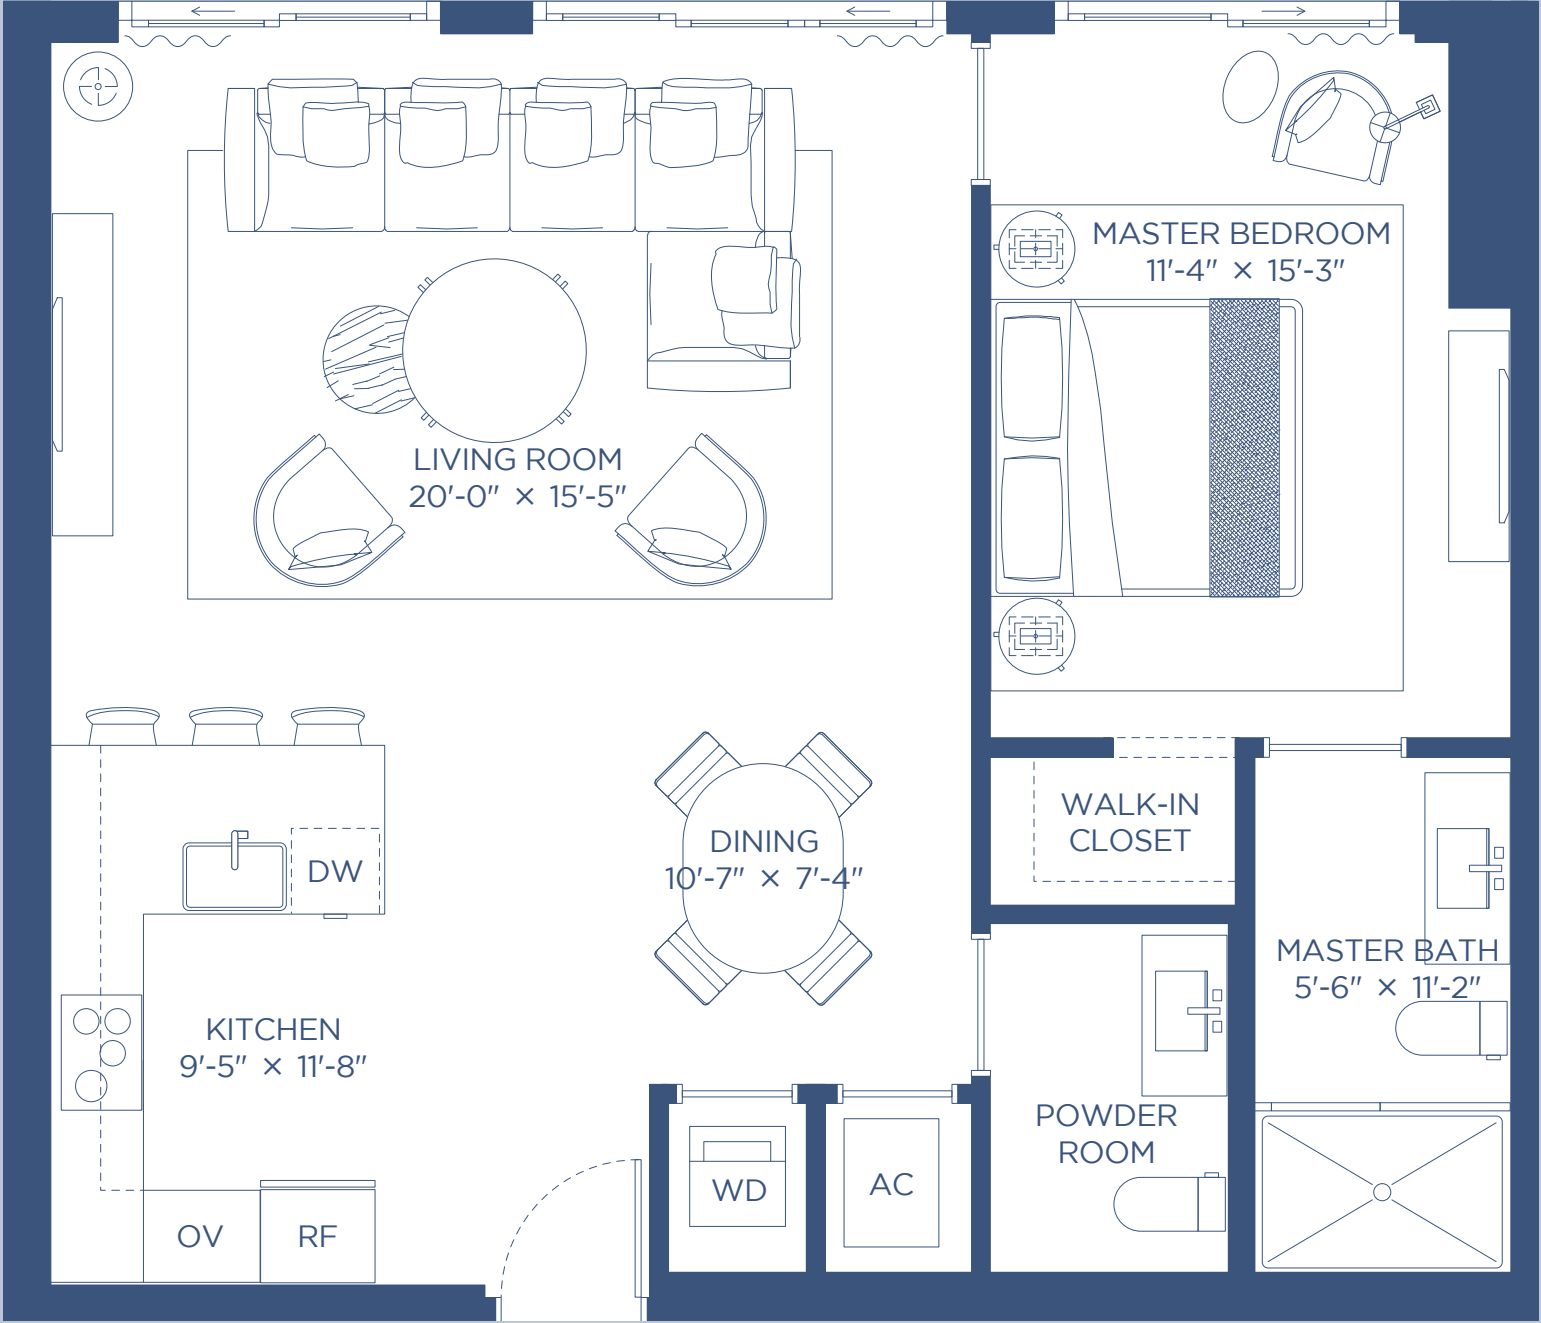 MASTER BEDROOM
11'-4" × 15'-3"
LIVING ROOM
20'-0" × 15'-5"
WALK-IN
CLOSET
DINING
10'-7" × 7'-4"
DW
MASTER BATH
5'-6" × 11'-2"
KITCHEN
9'-5" × 11'-8"
POWDER
ROOM
WD
AC
OV
RF